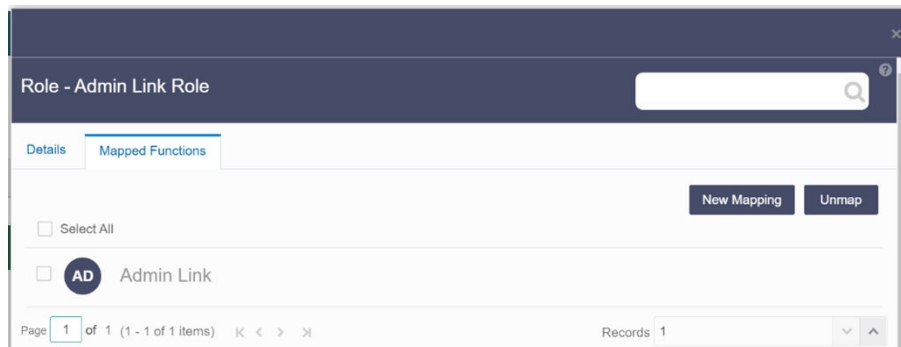 Role - Admin Link Role
Details Mapped Functions
New Mapping Unmap
Select All
AD Admin Link
Page 1 of 1 (1 - 1 of 1 items) Records 1